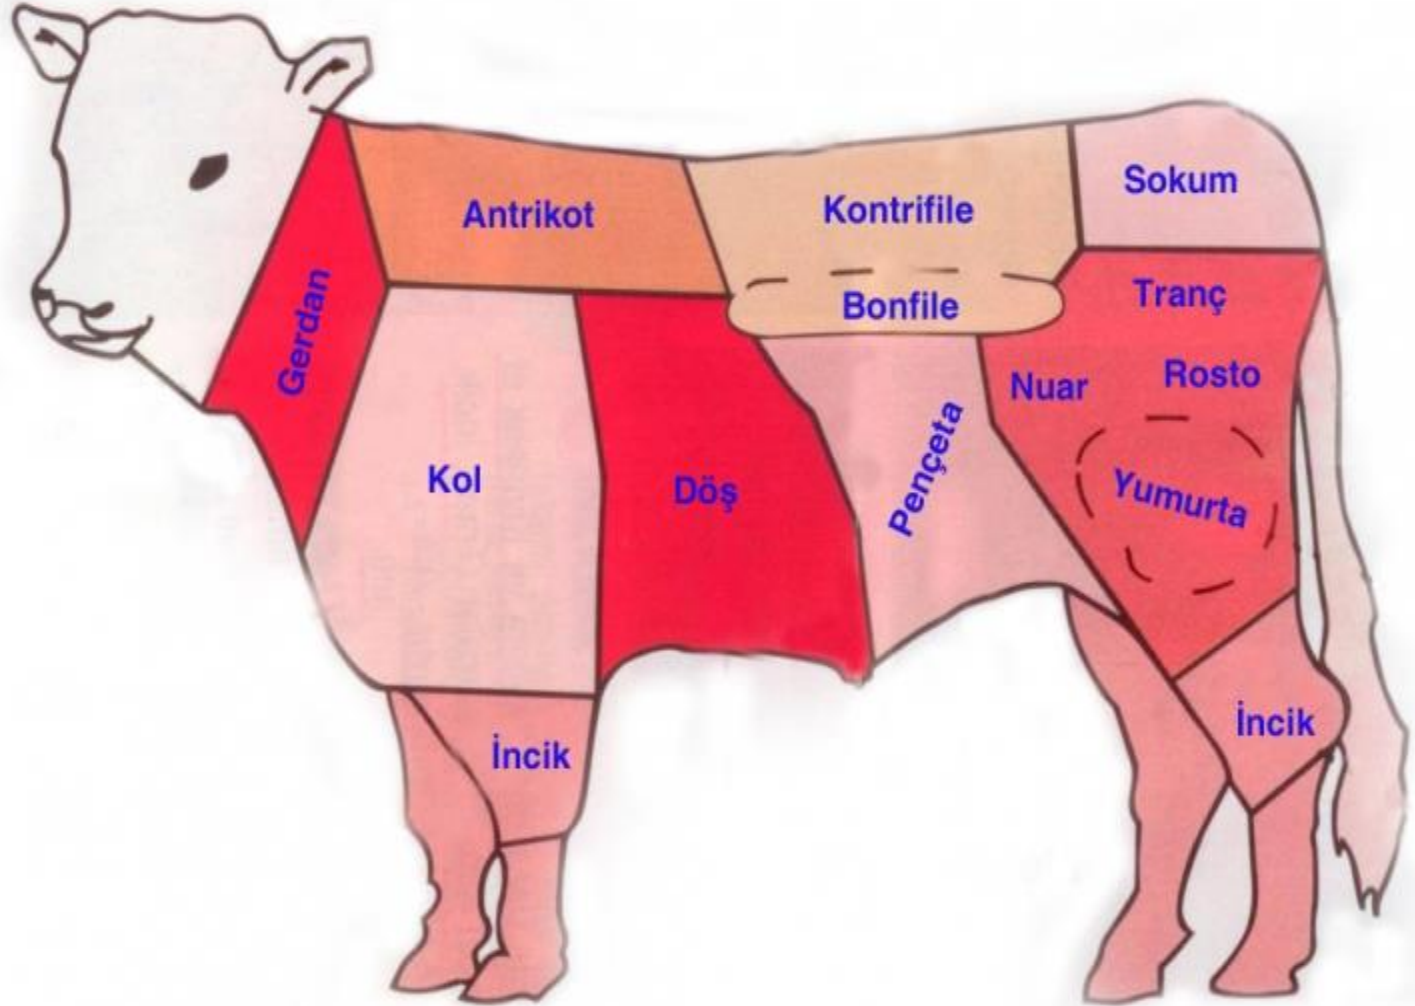 Sokum
Antrikot
Kontrifile
Bonfile
Tranç
Gerdan
Nuar
Rosto
Kol
Döş
Pençeta
Yumurta
İncik
İncik